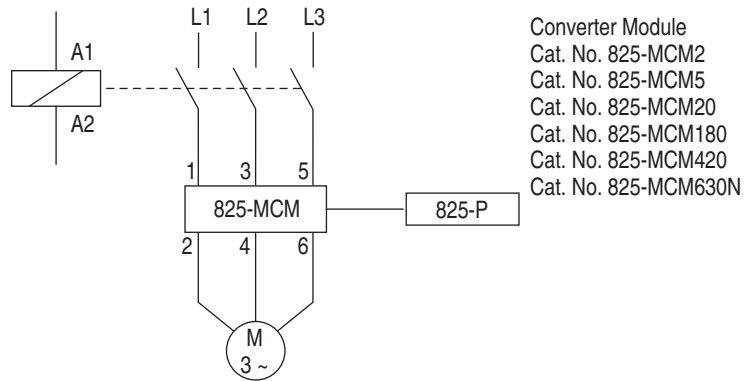 L1 L2 L3
A1
A2
1 3 5
825-MCM
825-P
2 4 6
M
3 ~
Converter Module
Cat. No. 825-MCM2
Cat. No. 825-MCM5
Cat. No. 825-MCM20
Cat. No. 825-MCM180
Cat. No. 825-MCM420
Cat. No. 825-MCM630N